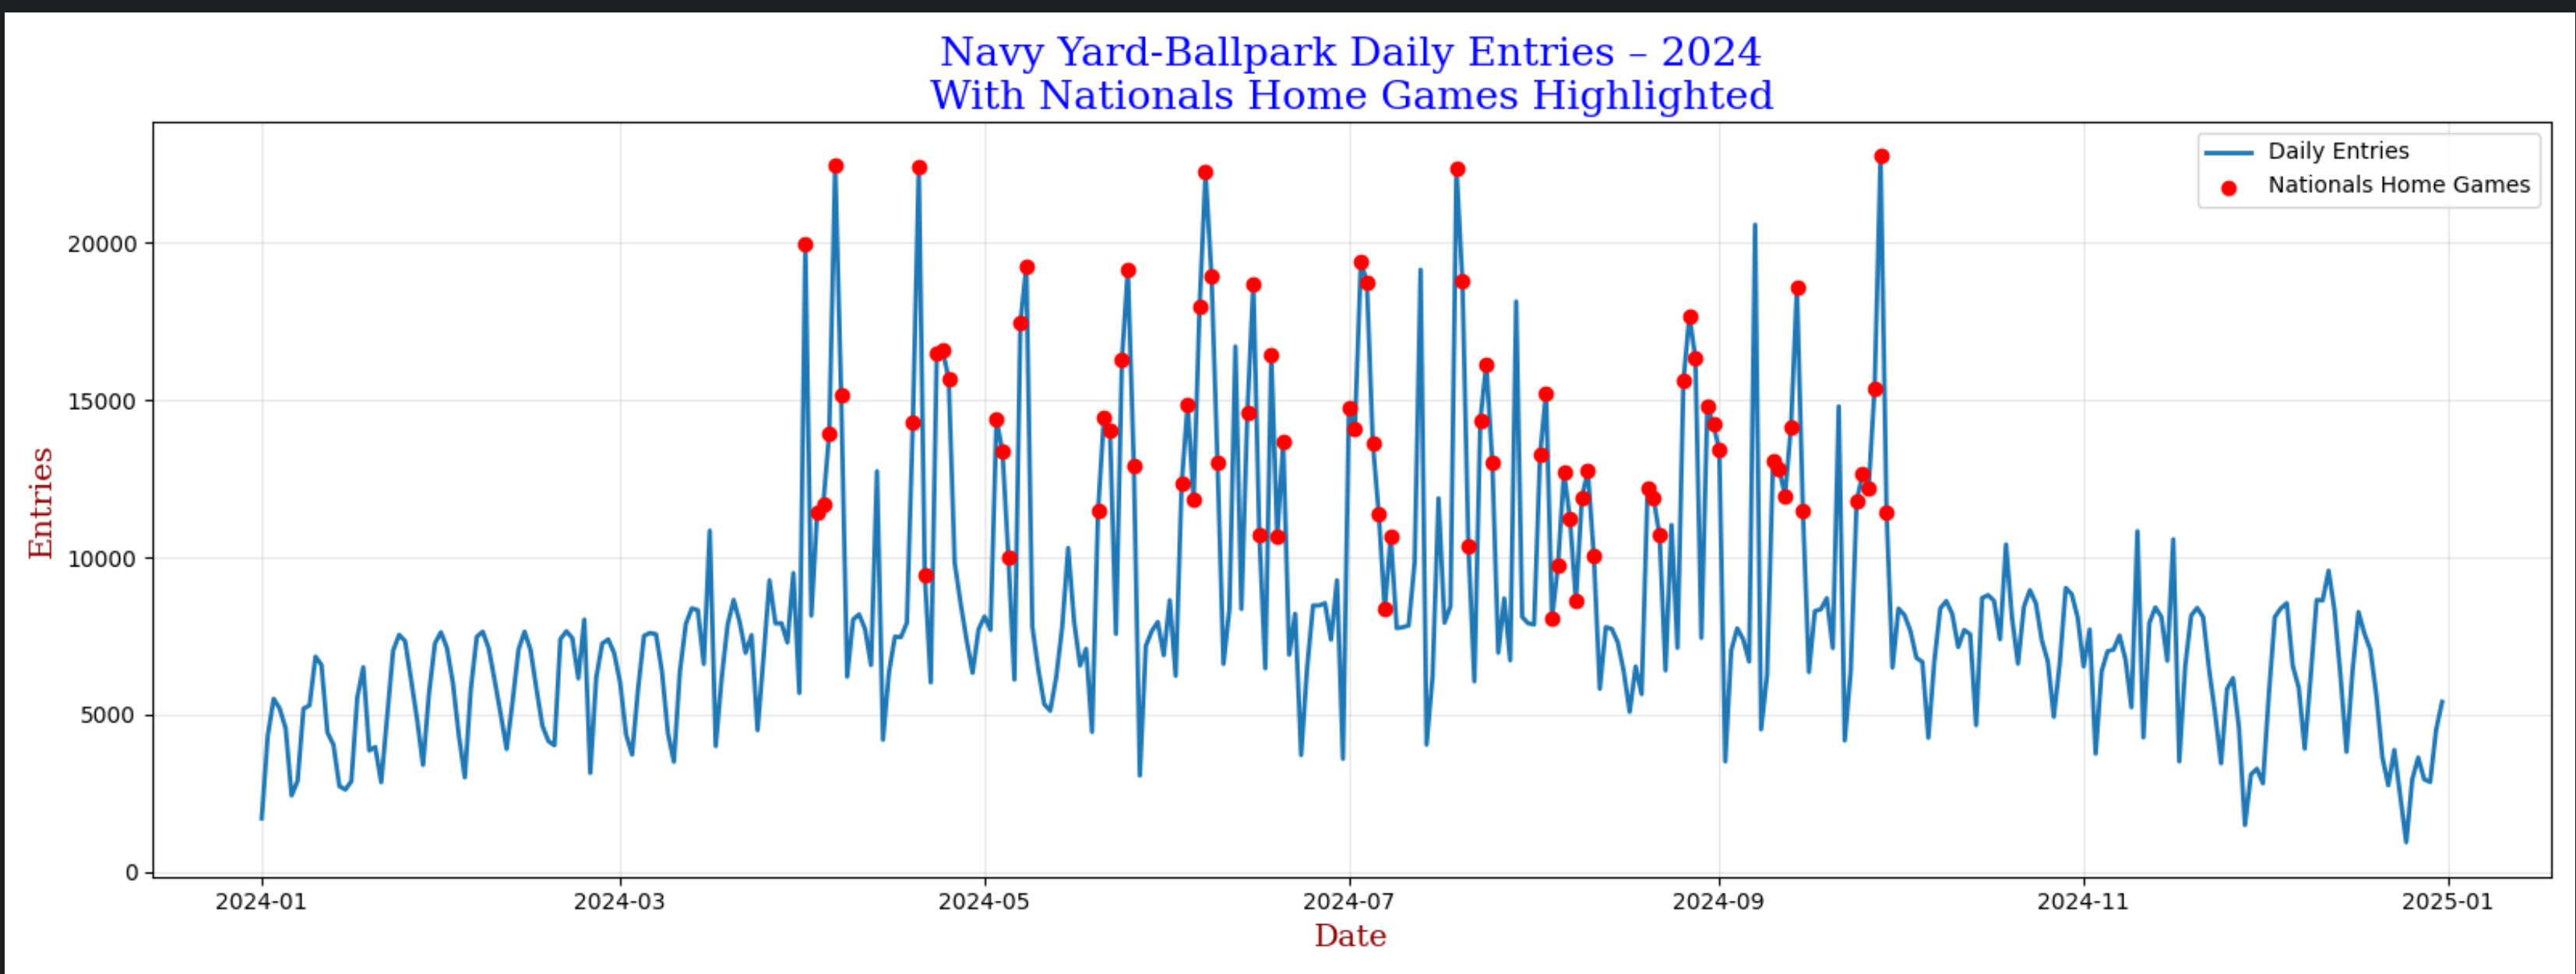 Navy Yard-Ballpark Daily Entries – 2024
With Nationals Home Games Highlighted
Daily Entries
Nationals Home Games
Entries
20000
15000
10000
5000
0
2024-01
2024-03
2024-05
2024-07
2024-09
2024-11
2025-01
Date